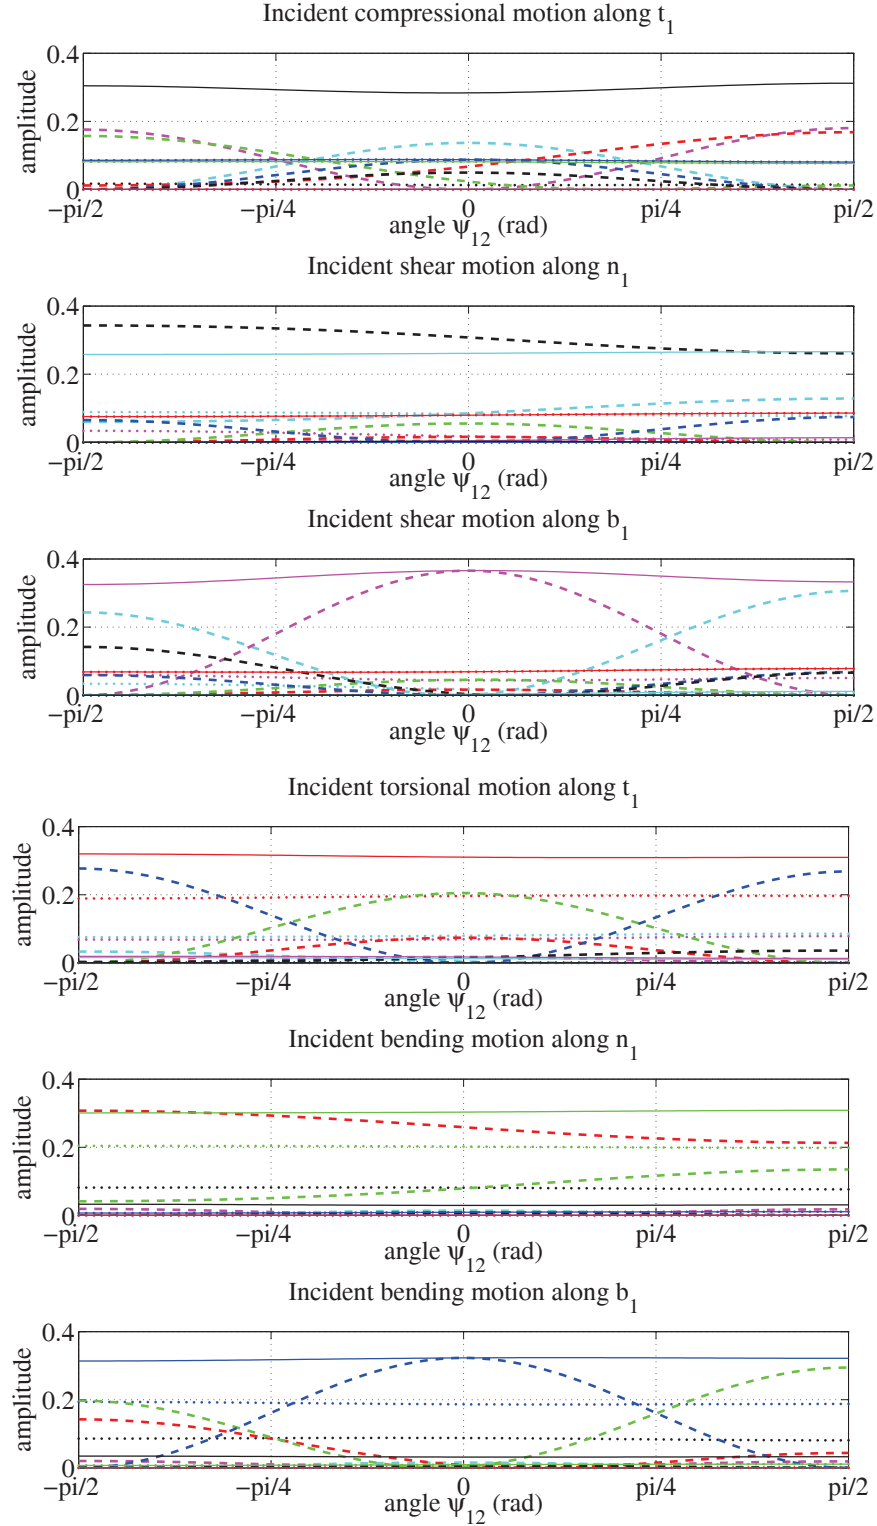 Incident compressional motion along t1
0.4
0.2
0
amplitude
−pi/2 −pi/4 0 pi/4 pi/2
angle ψ12 (rad)
Incident shear motion along n1
0.4
0.2
0
amplitude
−pi/2 −pi/4 0 pi/4 pi/2
angle ψ12 (rad)
Incident shear motion along b1
0.4
0.2
0
amplitude
−pi/2 −pi/4 0 pi/4 pi/2
angle ψ12 (rad)
Incident torsional motion along t1
0.4
0.2
0
amplitude
−pi/2 −pi/4 0 pi/4 pi/2
angle ψ12 (rad)
Incident bending motion along n1
0.4
0.2
0
amplitude
−pi/2 −pi/4 0 pi/4 pi/2
angle ψ12 (rad)
Incident bending motion along b1
0.4
0.2
0
amplitude
−pi/2 −pi/4 0 pi/4 pi/2
angle ψ12 (rad)